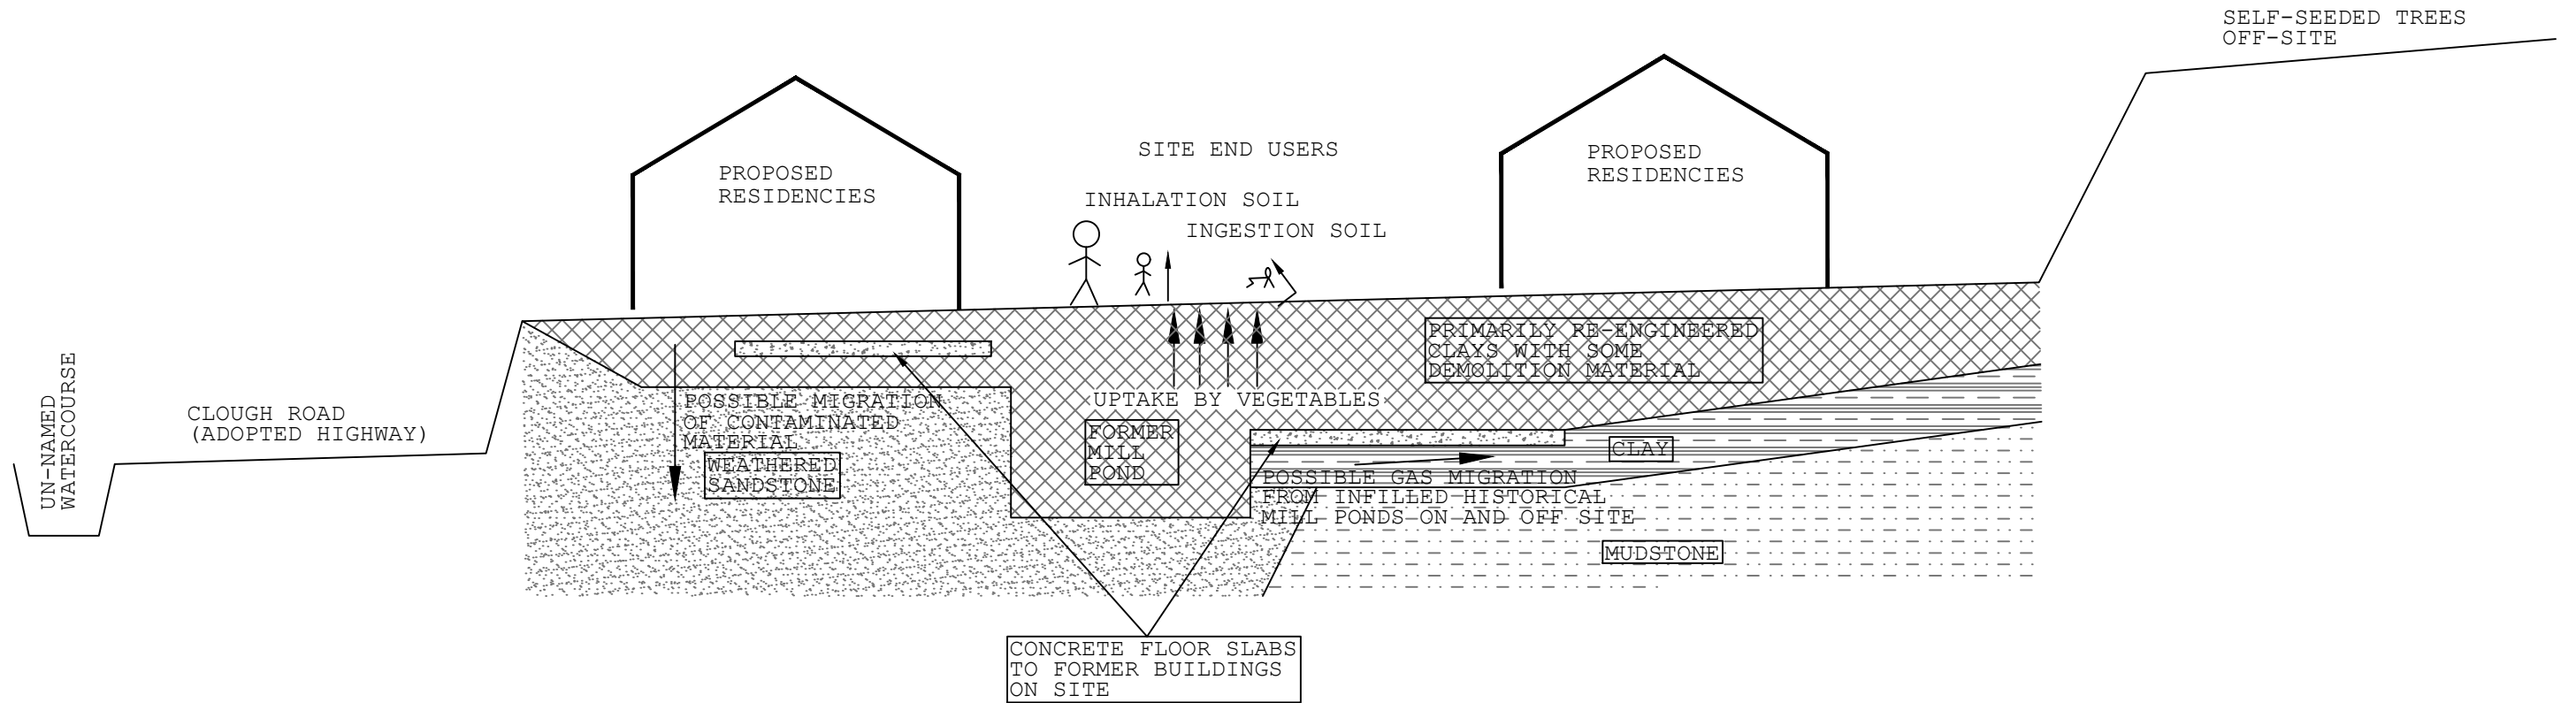 SELF-SEEDED TREES
OFF-SITE
SITE END USERS
PROPOSED
RESIDENCIES
PROPOSED
RESIDENCIES
INHALATION SOIL
INGESTION SOIL
PRIMARILY RE-ENGINEERED
CLAYS WITH SOME
DEMOLITION MATERIAL
UN-NAMED
WATERCOURSE
CLOUGH ROAD
(ADOPTED HIGHWAY)
POSSIBLE MIGRATION
OF CONTAMINATED
MATERIAL
WEATHERED
SANDSTONE
UPTAKE BY VEGETABLES
FORMER
MILL
POND
CLAY
POSSIBLE GAS MIGRATION
FROM INFILLED HISTORICAL
MILL PONDS ON AND OFF SITE
MUDSTONE
CONCRETE FLOOR SLABS
TO FORMER BUILDINGS
ON SITE